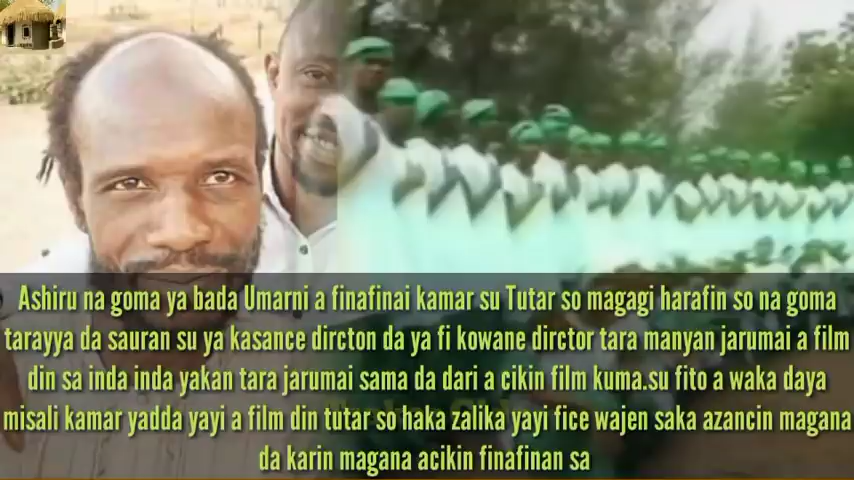 Ashiru na goma ya bada Umarni a finafinai kamar su Tutar so magagi harafin so na goma
tarayya da sauran su ya kasance dircton da ya fi kowane dirctor tara manyan jarumai a film
din sa inda inda yakan tara jarumai sama da dari a cikin film kuma.su fito a waka daya
misali kamar yadda yayi a film din tutar so haka zalika yayi fice wajen saka azancin magana
da karin magana acikin finafinan sa